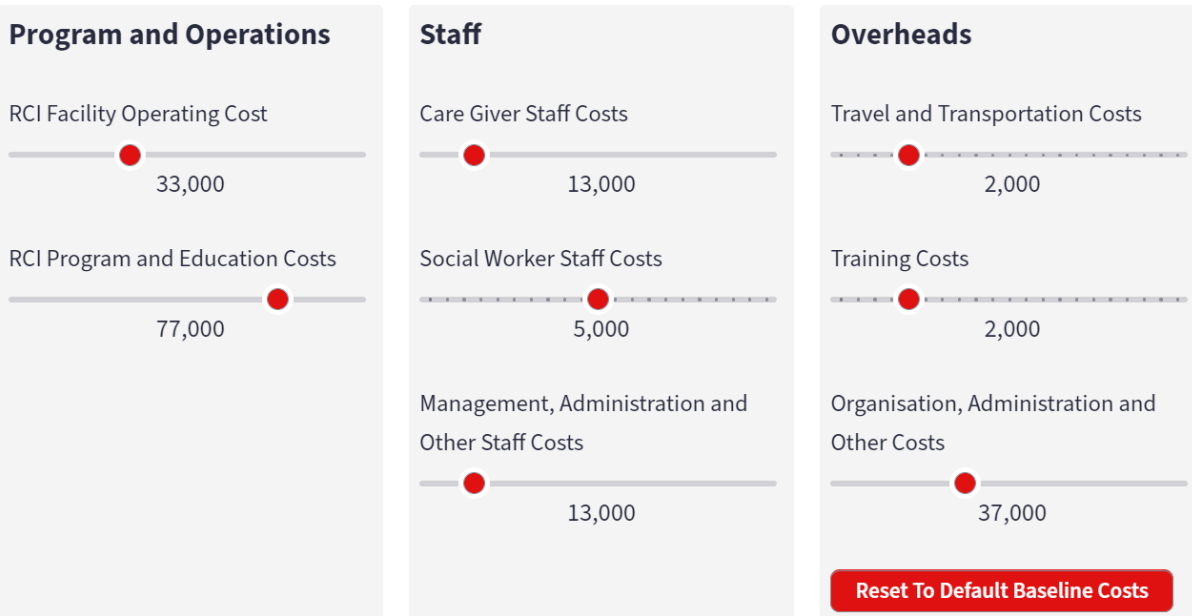 Program and Operations
RCI Facility Operating Cost
33,000
RCI Program and Education Costs
77,000
Staff
Care Giver Staff Costs
13,000
Social Worker Staff Costs
5,000
Management, Administration and
Other Staff Costs
13,000
Overheads
Travel and Transportation Costs
2,000
Training Costs
2,000
Organisation, Administration and
Other Costs
37,000
Reset To Default Baseline Costs